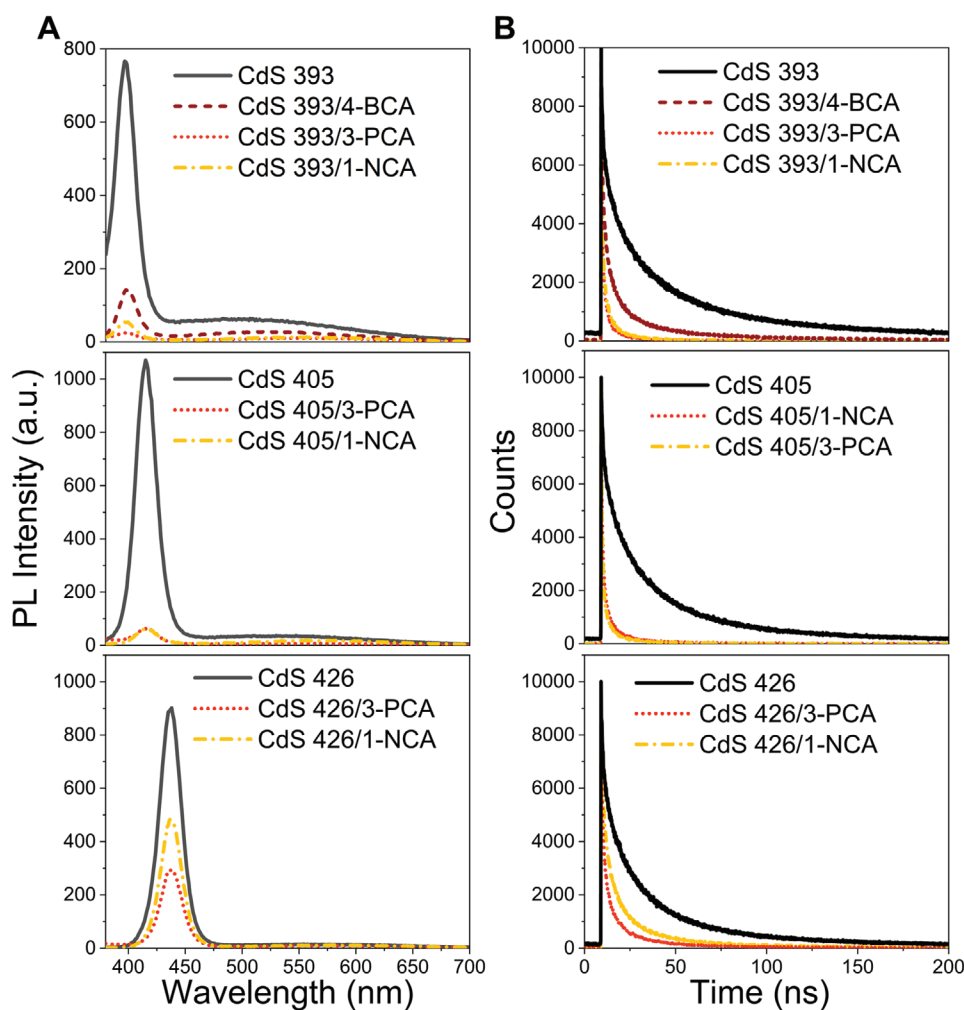 A
PL Intensity (a.u.)
800
600
400
200
0
CdS 393
CdS 393/4-BCA
CdS 393/3-PCA
CdS 393/1-NCA
1000
800
600
400
200
0
CdS 405
CdS 405/3-PCA
CdS 405/1-NCA
1000
800
600
400
200
0
CdS 426
CdS 426/3-PCA
CdS 426/1-NCA
400 450 500 550 600 650 700
Wavelength (nm)
B
Counts
10000
8000
6000
4000
2000
0
CdS 393
CdS 393/4-BCA
CdS 393/3-PCA
CdS 393/1-NCA
10000
8000
6000
4000
2000
0
CdS 405
CdS 405/1-NCA
CdS 405/3-PCA
10000
8000
6000
4000
2000
0
CdS 426
CdS 426/3-PCA
CdS 426/1-NCA
0 50 100 150 200
Time (ns)